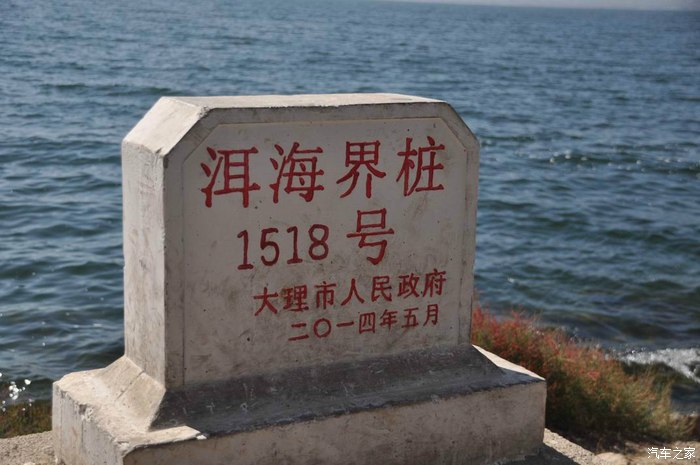 洱海界桩
1518号
大理市人民政府
二〇一四年五月
汽车之家